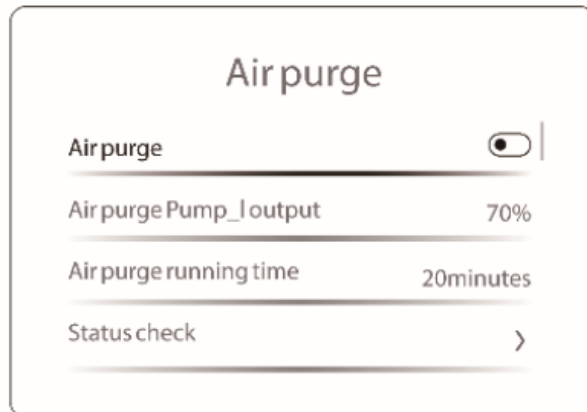 Air purge
Air purge
Air purge Pump_I output 70%
Air purge running time 20minutes
Status check >